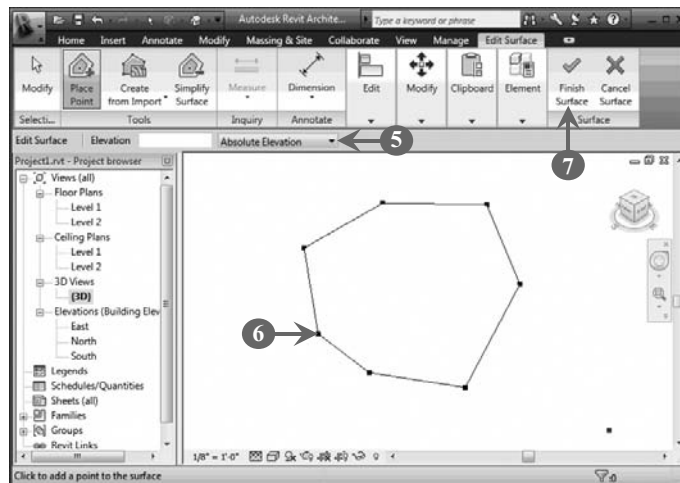 Autodesk Revit Archite...
Type a keyword or phrase
Home Insert Annotate Modify Massing & Site Collaborate View Manage Edit Surface
Modify Place Point Create from Import Simplify Surface Measure Dimension Edit Modify Clipboard Element Finish Surface Cancel Surface
Selecti... Tools Inquiry Annotate Surface
Edit Surface Elevation Absolute Elevation 5
7
Project1.rvt - Project browser
Views (all)
Floor Plans
Level 1
Level 2
Ceiling Plans
Level 1
Level 2
3D Views
{3D}
Elevations (Building Elev
East
6
North
South
Legends
Schedules/Quantities
Sheets (all)
Families
Groups
Revit Links
1/8" = 1'-0"
Click to add a point to the surface
:0